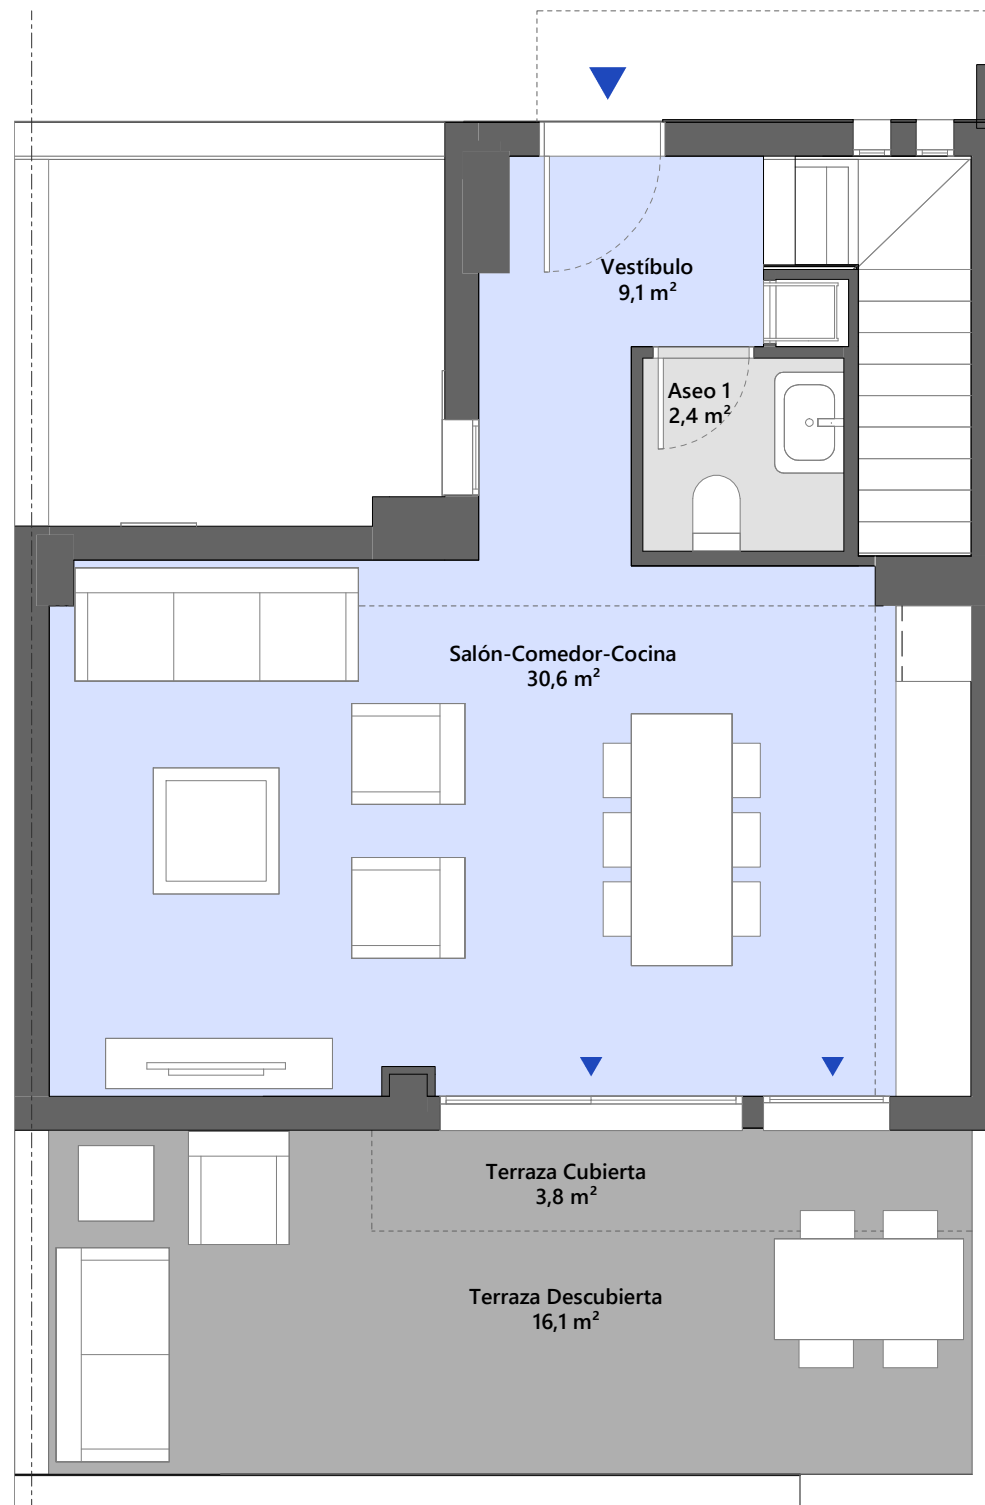 Vestíbulo
9,1 m²
Aseo 1
2,4 m²
Salón-Comedor-Cocina
30,6 m²
Terraza Cubierta
3,8 m²
Terraza Descubierta
16,1 m²